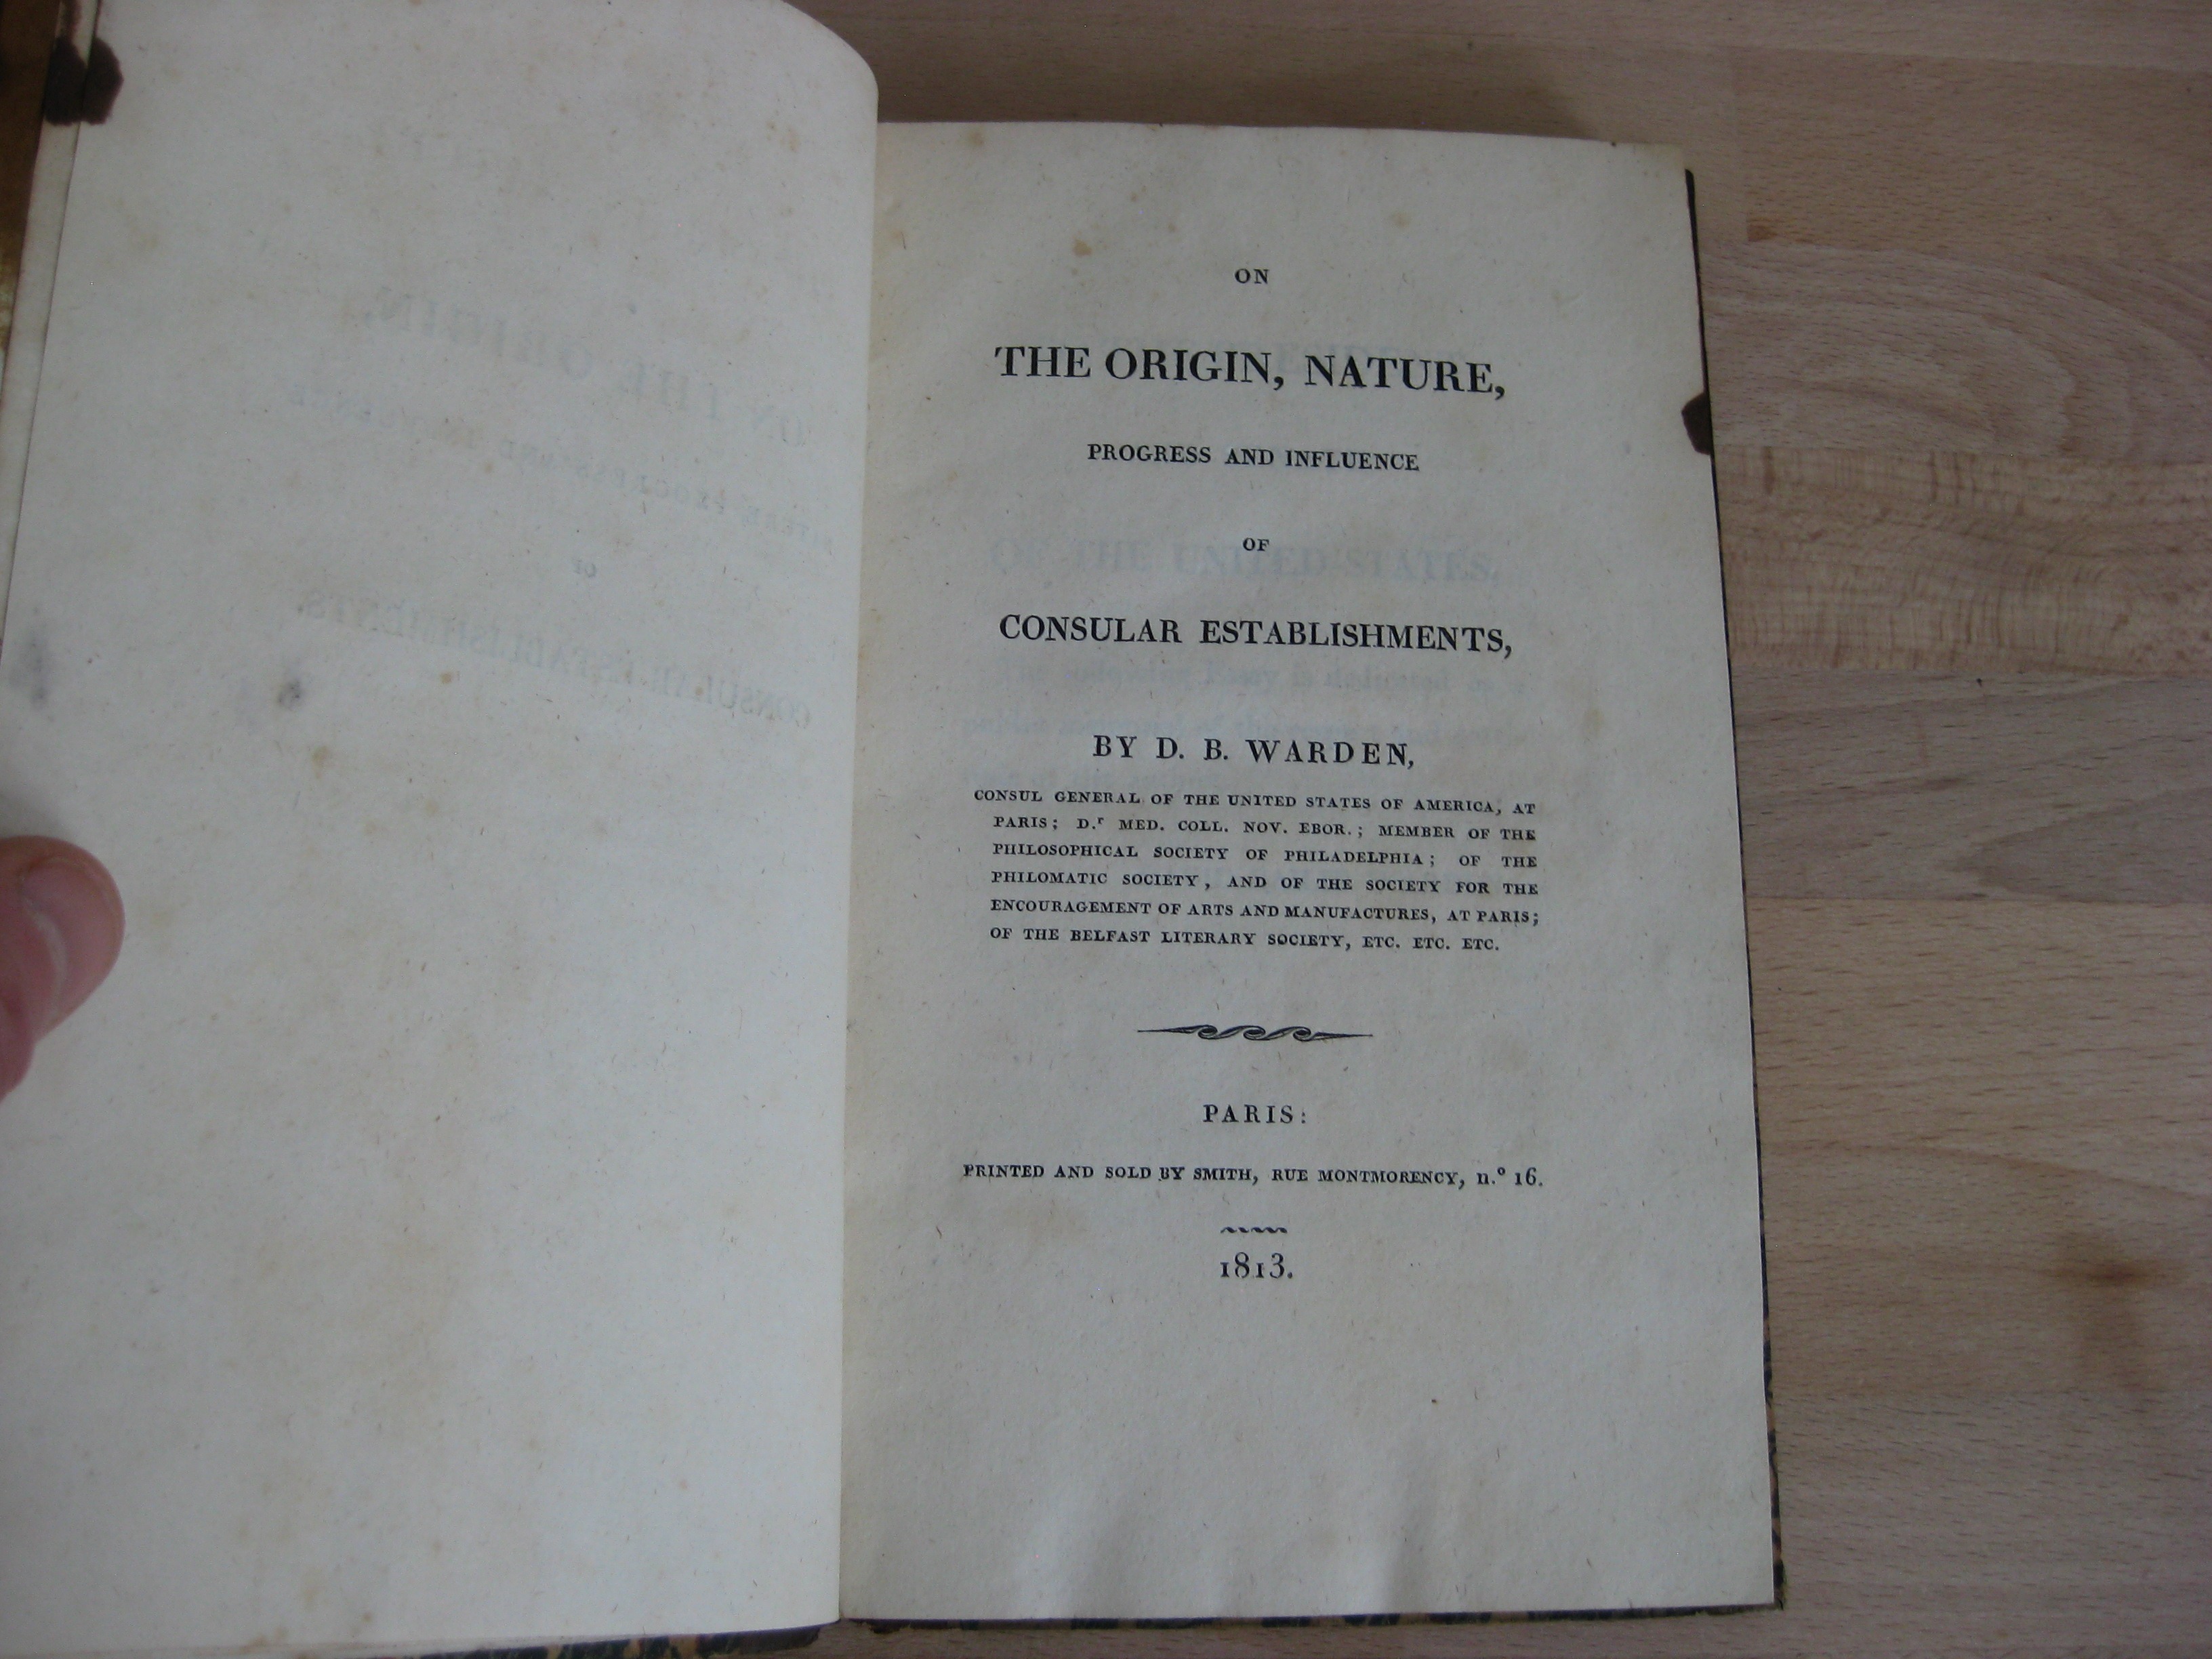 ON
THE ORIGIN, NATURE,
PROGRESS AND INFLUENCE
OF
CONSULAR ESTABLISHMENTS,
BY D. B. WARDEN,
CONSUL GENERAL OF THE UNITED STATES OF AMERICA, AT
PARIS; D.r MED. COLL. NOV. EBOR.; MEMBER OF THE
PHILOSOPHICAL SOCIETY OF PHILADELPHIA; OF THE
PHILOMATIC SOCIETY, AND OF THE SOCIETY FOR THE
ENCOURAGEMENT OF ARTS AND MANUFACTURES, AT PARIS;
OF THE BELFAST LITERARY SOCIETY, ETC. ETC. ETC.
PARIS:
PRINTED AND SOLD BY SMITH, RUE MONTMORENCY, n.º 16.
1813.